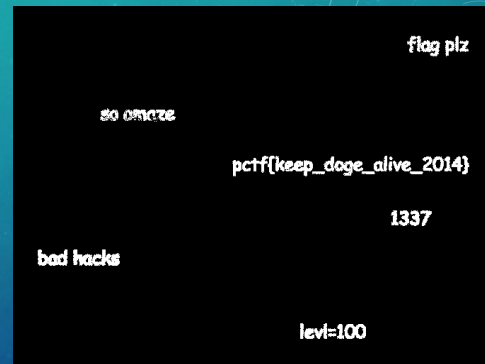 flag plz
so amaze
pctf{keep_doge_alive_2014}
1337
bad hacks
levl=100